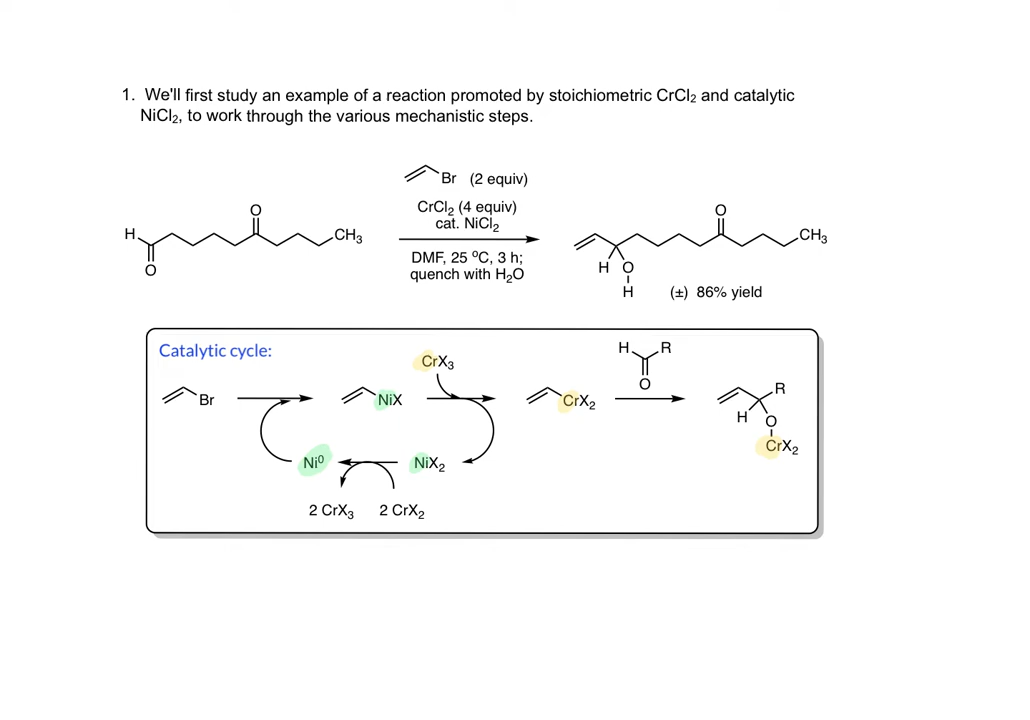 1. We'll first study an example of a reaction promoted by stoichiometric CrCl2 and catalytic
NiCl2, to work through the various mechanistic steps.
Br (2 equiv)
CrCl2 (4 equiv)
cat. NiCl2
DMF, 25 ºC, 3 h;
quench with H2O
H
O
O
CH3
O
CH3
H O
H
(±) 86% yield
Catalytic cycle:
CrX3
H R
O
Br
NiX
CrX2
R
H O
CrX2
Ni0
NiX2
2 CrX3 2 CrX2